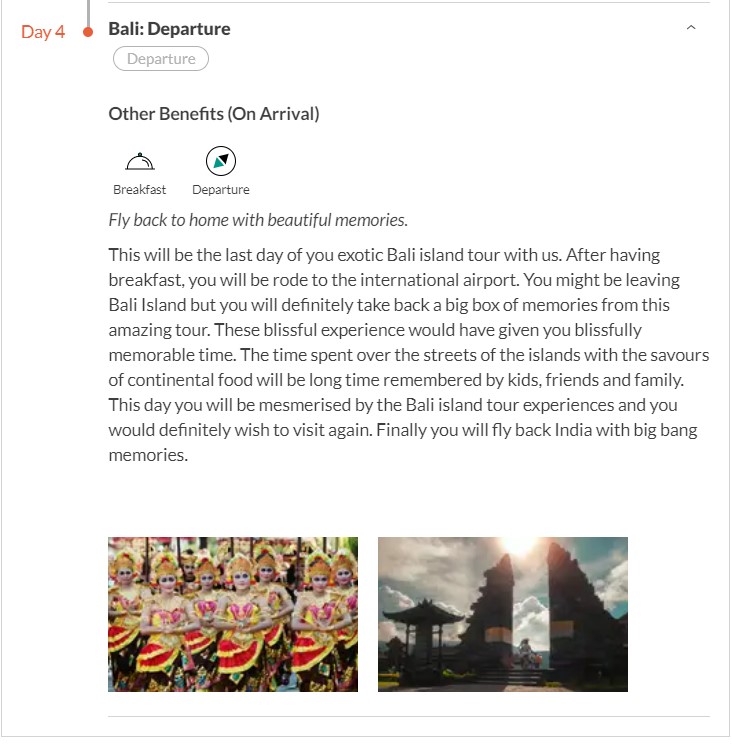 Day 4
Bali: Departure
Departure
Other Benefits (On Arrival)
Breakfast
Departure
Fly back to home with beautiful memories.
This will be the last day of you exotic Bali island tour with us. After having
breakfast, you will be rode to the international airport. You might be leaving
Bali Island but you will definitely take back a big box of memories from this
amazing tour. These blissful experience would have given you blissfully
memorable time. The time spent over the streets of the islands with the savours
of continental food will be long time remembered by kids, friends and family.
This day you will be mesmerised by the Bali island tour experiences and you
would definitely wish to visit again. Finally you will fly back India with big bang
memories.